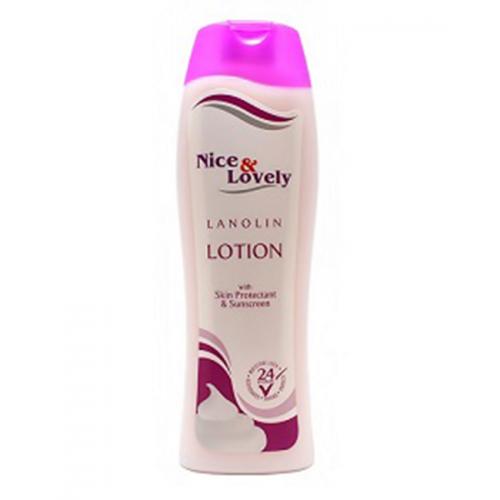 Nice &
Lovely
LANOLIN
LOTION
with
Skin Protectant
& Sunscreen
24